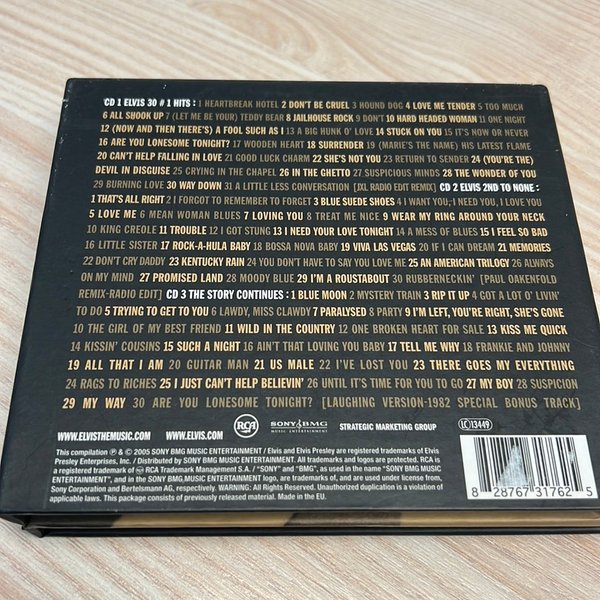 CD 1 ELVIS 30 # 1 HITS : 1 HEARTBREAK HOTEL 2 DON'T BE CRUEL 3 HOUND DOG 4 LOVE ME TENDER 5 TOO MUCH
6 ALL SHOOK UP 7 (LET ME BE YOUR) TEDDY BEAR 8 JAILHOUSE ROCK 9 DON'T 10 HARD HEADED WOMAN 11 ONE NIGHT
12 (NOW AND THEN THERE'S) A FOOL SUCH AS I 13 A BIG HUNK O' LOVE 14 STUCK ON YOU 15 IT'S NOW OR NEVER
16 ARE YOU LONESOME TONIGHT? 17 WOODEN HEART 18 SURRENDER 19 (MARIE'S THE NAME) HIS LATEST FLAME
20 CAN'T HELP FALLING IN LOVE 21 GOOD LUCK CHARM 22 SHE'S NOT YOU 23 RETURN TO SENDER 24 (YOU'RE THE)
DEVIL IN DISGUISE 25 CRYING IN THE CHAPEL 26 IN THE GHETTO 27 SUSPICIOUS MINDS 28 THE WONDER OF YOU
29 BURNING LOVE 30 WAY DOWN 31 A LITTLE LESS CONVERSATION [JXL RADIO EDIT REMIX] CD 2 ELVIS 2ND TO NONE :
1 THAT'S ALL RIGHT 2 I FORGOT TO REMEMBER TO FORGET 3 BLUE SUEDE SHOES 4 I WANT YOU, I NEED YOU, I LOVE YOU
5 LOVE ME 6 MEAN WOMAN BLUES 7 LOVING YOU 8 TREAT ME NICE 9 WEAR MY RING AROUND YOUR NECK
10 KING CREOLE 11 TROUBLE 12 I GOT STUNG 13 I NEED YOUR LOVE TONIGHT 14 A MESS OF BLUES 15 I FEEL SO BAD
16 LITTLE SISTER 17 ROCK-A-HULA BABY 18 BOSSA NOVA BABY 19 VIVA LAS VEGAS 20 IF I CAN DREAM 21 MEMORIES
22 DON'T CRY DADDY 23 KENTUCKY RAIN 24 YOU DON'T HAVE TO SAY YOU LOVE ME 25 AN AMERICAN TRILOGY 26 ALWAYS
ON MY MIND 27 PROMISED LAND 28 MOODY BLUE 29 I'M A ROUSTABOUT 30 RUBBERNECKIN' [PAUL OAKENFOLD
REMIX-RADIO EDIT] CD 3 THE STORY CONTINUES : 1 BLUE MOON 2 MYSTERY TRAIN 3 RIP IT UP 4 GOT A LOT O' LIVIN'
TO DO 5 TRYING TO GET TO YOU 6 LAWDY, MISS CLAWDY 7 PARALYSED 8 PARTY 9 I'M LEFT, YOU'RE RIGHT, SHE'S GONE
10 THE GIRL OF MY BEST FRIEND 11 WILD IN THE COUNTRY 12 ONE BROKEN HEART FOR SALE 13 KISS ME QUICK
14 KISSIN' COUSINS 15 SUCH A NIGHT 16 AIN'T THAT LOVING YOU BABY 17 TELL ME WHY 18 FRANKIE AND JOHNNY
19 ALL THAT I AM 20 GUITAR MAN 21 US MALE 22 I'VE LOST YOU 23 THERE GOES MY EVERYTHING
24 RAGS TO RICHES 25 I JUST CAN'T HELP BELIEVIN' 26 UNTIL IT'S TIME FOR YOU TO GO 27 MY BOY 28 SUSPICION
29 MY WAY 30 ARE YOU LONESOME TONIGHT? [LAUGHING VERSION-1982 SPECIAL BONUS TRACK]
WWW.ELVISTHEMUSIC.COM WWW.ELVIS.COM RCA SONY BMG MUSIC ENTERTAINMENT STRATEGIC MARKETING GROUP LC 13449
This compilation ℗ & © 2005 SONY BMG MUSIC ENTERTAINMENT / Elvis and Elvis Presley are registered trademarks of Elvis
Presley Enterprises, Inc. / Distributed by SONY BMG MUSIC ENTERTAINMENT. All trademarks and logos are protected. RCA is
a registered trademark of RCA Trademark Management S.A. / "SONY" and "BMG", as used in the name "SONY BMG MUSIC
ENTERTAINMENT", and in the SONY BMG MUSIC ENTERTAINMENT logo, are trademarks of, and are used under license from,
Sony Corporation and Bertelsmann AG, respectively. WARNING: All Rights Reserved. Unauthorized duplication is a violation of
applicable laws. This package consists of previously released material. Made in the EU.
8 28767 31762 5